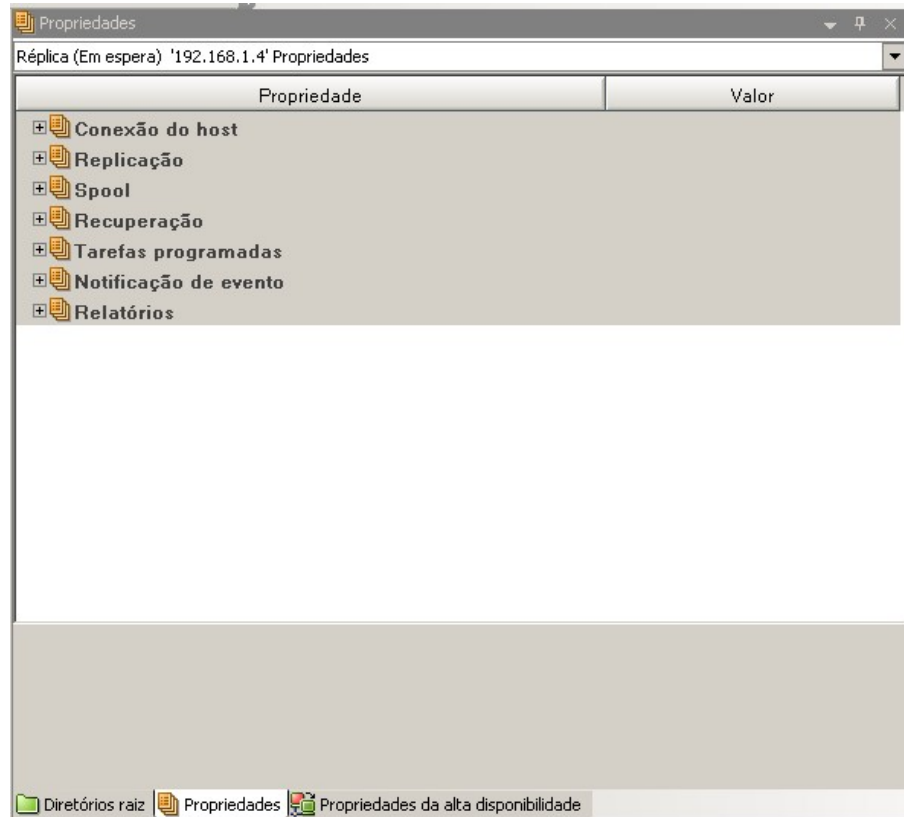 Propriedades
Réplica (Em espera) '192.168.1.4' Propriedades
Propriedade Valor
Conexão do host
Replicação
Spool
Recuperação
Tarefas programadas
Notificação de evento
Relatórios
Diretórios raiz Propriedades Propriedades da alta disponibilidade